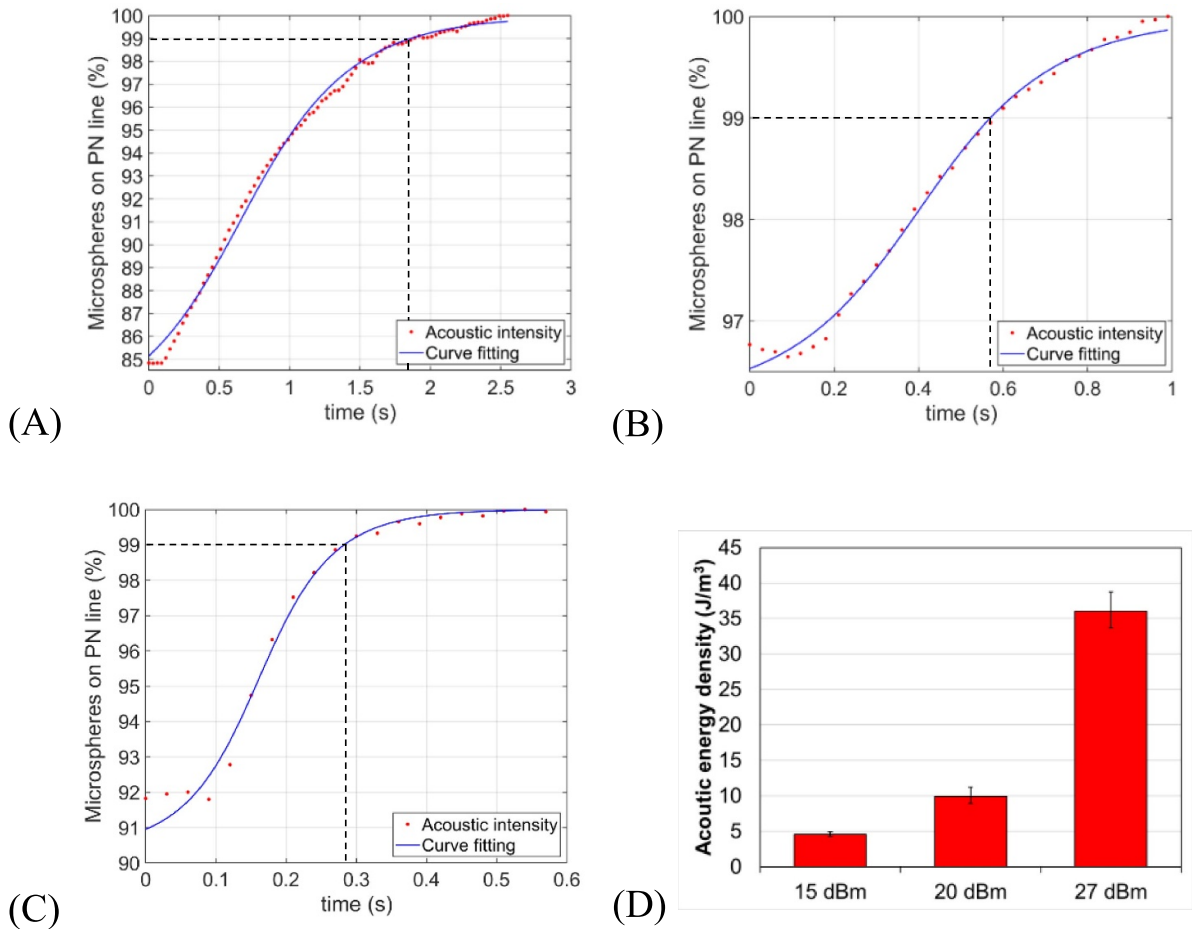 100
99
98
97
96
95
94
93
92
91
90
89
88
87
86
85
Microspheres on PN line (%)
Acoustic intensity
Curve fitting
0 0.5 1 1.5 2 2.5 3
time (s)
(A)
100
99
98
97
Microspheres on PN line (%)
Acoustic intensity
Curve fitting
0 0.2 0.4 0.6 0.8 1
time (s)
(B)
100
99
98
97
96
95
94
93
92
91
90
Microspheres on PN line (%)
Acoustic intensity
Curve fitting
0 0.1 0.2 0.3 0.4 0.5 0.6
time (s)
(C)
45
40
35
30
25
20
15
10
5
0
Acoutic energy density (J/m³)
15 dBm 20 dBm 27 dBm
(D)